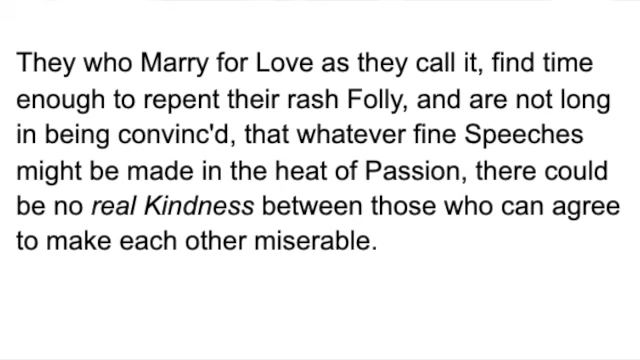 They who Marry for Love as they call it, find time
enough to repent their rash Folly, and are not long
in being convinc'd, that whatever fine Speeches
might be made in the heat of Passion, there could
be no real Kindness between those who can agree
to make each other miserable.